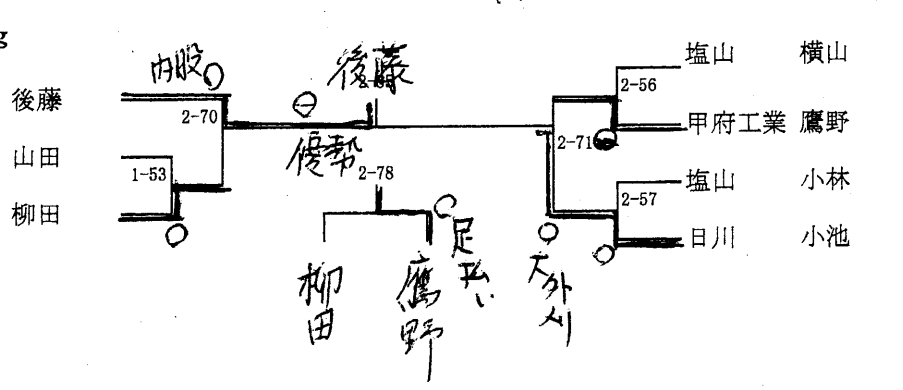 g
内股
後藤
後藤
2-70
優勢
山田
1-53
柳田
2-78
足払い
柳田
鷹野
塩山 横山
2-56
甲府工業 鷹野
2-71
塩山 小林
2-57
日川 小池
大外刈